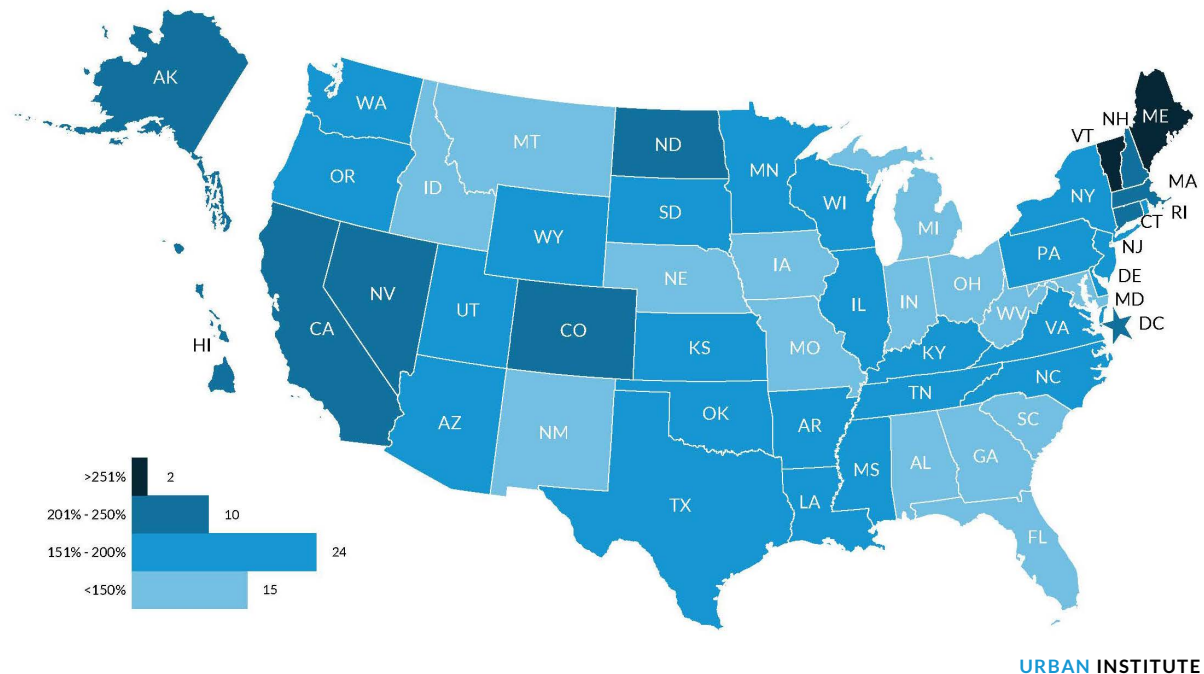 AK
WA
MT
ND
MN
VT
NH
ME
OR
ID
SD
WI
NY
MA
RI
CT
WY
MI
PA
NJ
NV
UT
NE
IA
IL
IN
OH
DE
MD
WV
VA
DC
HI
CA
CO
KS
MO
KY
NC
TN
AZ
NM
OK
AR
SC
MS
AL
GA
TX
LA
FL
>251% 2
201% - 250% 10
151% - 200% 24
<150% 15
URBAN INSTITUTE